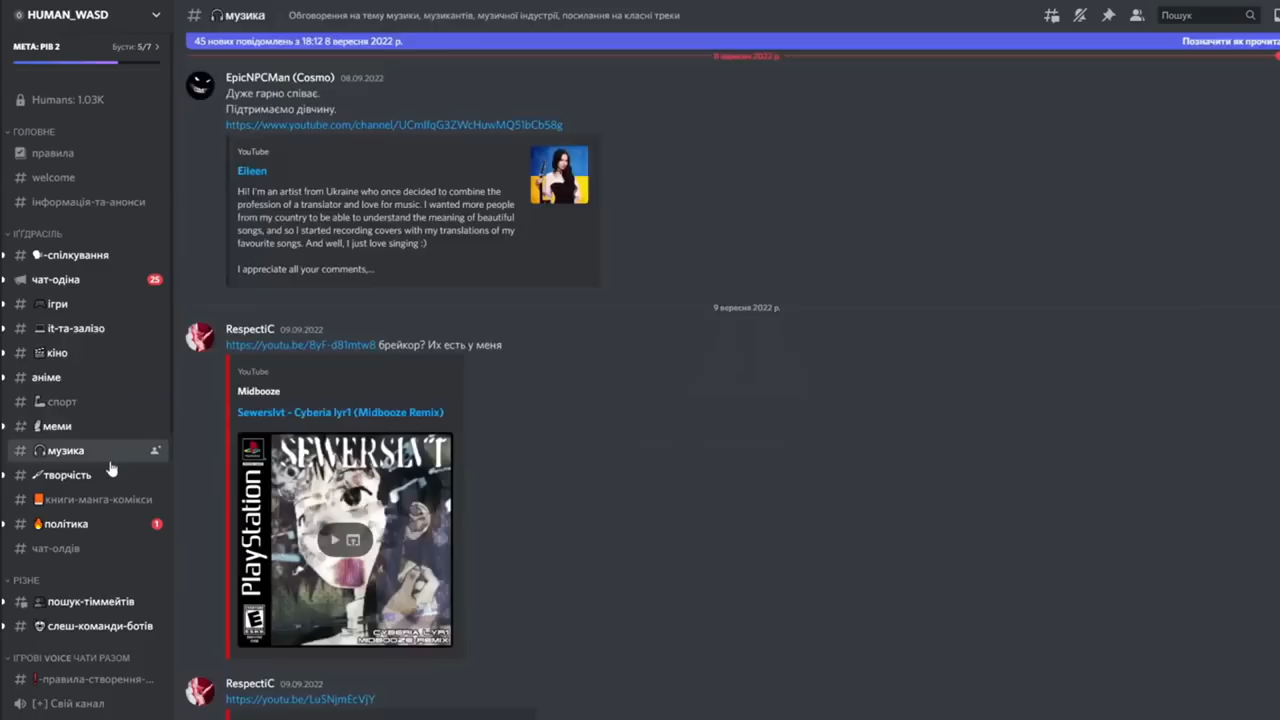 HUMAN_WASD
МЕТА: РІВ 2
Бусти: 5/7
Humans: 1.03K
ГОЛОВНЕ
правила
welcome
інформація-та-анонси
ІҐҐДРАСІЛЬ
-спілкування
чат-одіна
25
ігри
it-та-залізо
кіно
аніме
спорт
меми
музика
творчість
книги-манга-комікси
політика
1
чат-олдів
РІЗНЕ
пошук-тіммейтів
слеш-команди-ботів
ІГРОВІ VOICE ЧАТИ РАЗОМ
-правила-створення-...
[+] Свій канал
музика
Обговорення на тему музики, музикантів, музичної індустрії, посилання на класні треки
Пошук
45 нових повідомлень з 18:12 8 вересня 2022 р.
Позначити як прочита
8 вересня 2022 р.
EpicNPCMan (Cosmo) 08.09.2022
Дуже гарно співає.
Підтримаємо дівчину.
https://www.youtube.com/channel/UCmIfqG3ZWcHuwMQ51bCb58g
YouTube
Eileen
Hi! I'm an artist from Ukraine who once decided to combine the
profession of a translator and love for music. I wanted more people
from my country to be able to understand the meaning of beautiful
songs, and so I started recording covers with my translations of my
favourite songs. And well, I just love singing :)
I appreciate all your comments,...
9 вересня 2022 р.
RespectiC 09.09.2022
https://youtu.be/8yF-d81mtw8 брейкор? Их есть у меня
YouTube
Midbooze
Sewerslvt - Cyberia lyr1 (Midbooze Remix)
PlayStation
SEWERSLVT
E
CYBERIA LYR1
MIDBOOZE REMIX
RespectiC 09.09.2022
https://youtu.be/Lu5NjmEcVjY